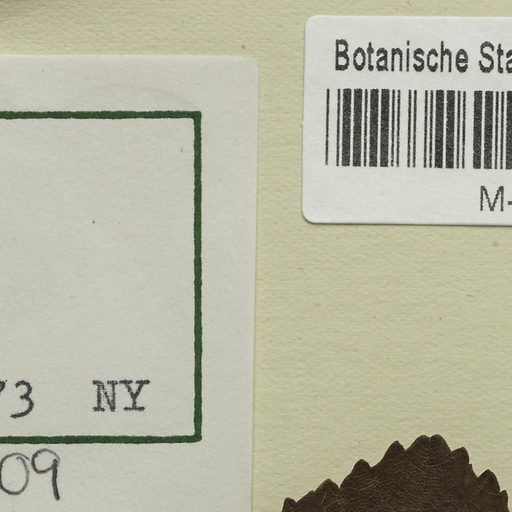 Botanische Sta
M-
73 NY
09